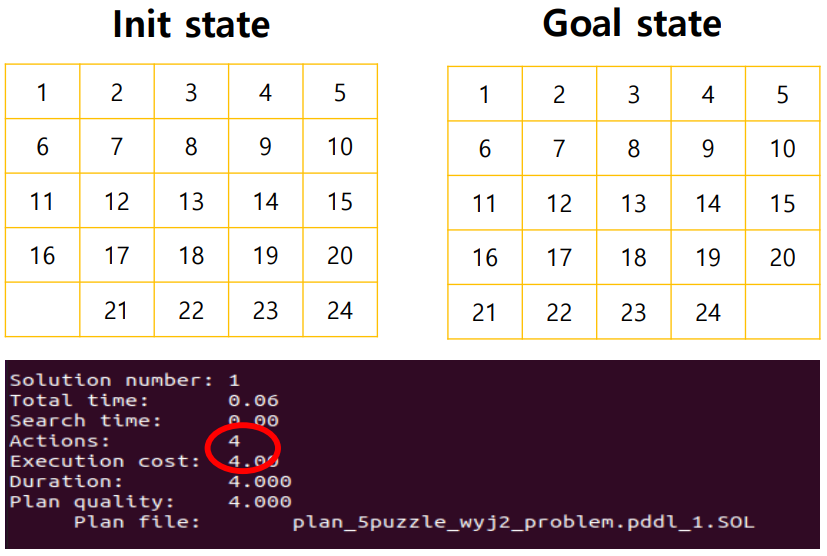 Init state
Goal state
1 2 3 4 5
6 7 8 9 10
11 12 13 14 15
16 17 18 19 20
21 22 23 24
1 2 3 4 5
6 7 8 9 10
11 12 13 14 15
16 17 18 19 20
21 22 23 24
Solution number: 1
Total time: 0.06
Search time: 0.00
Actions: 4
Execution cost: 4.00
Duration: 4.000
Plan quality: 4.000
Plan file: plan_5puzzle_wyj2_problem.pddl_1.SOL